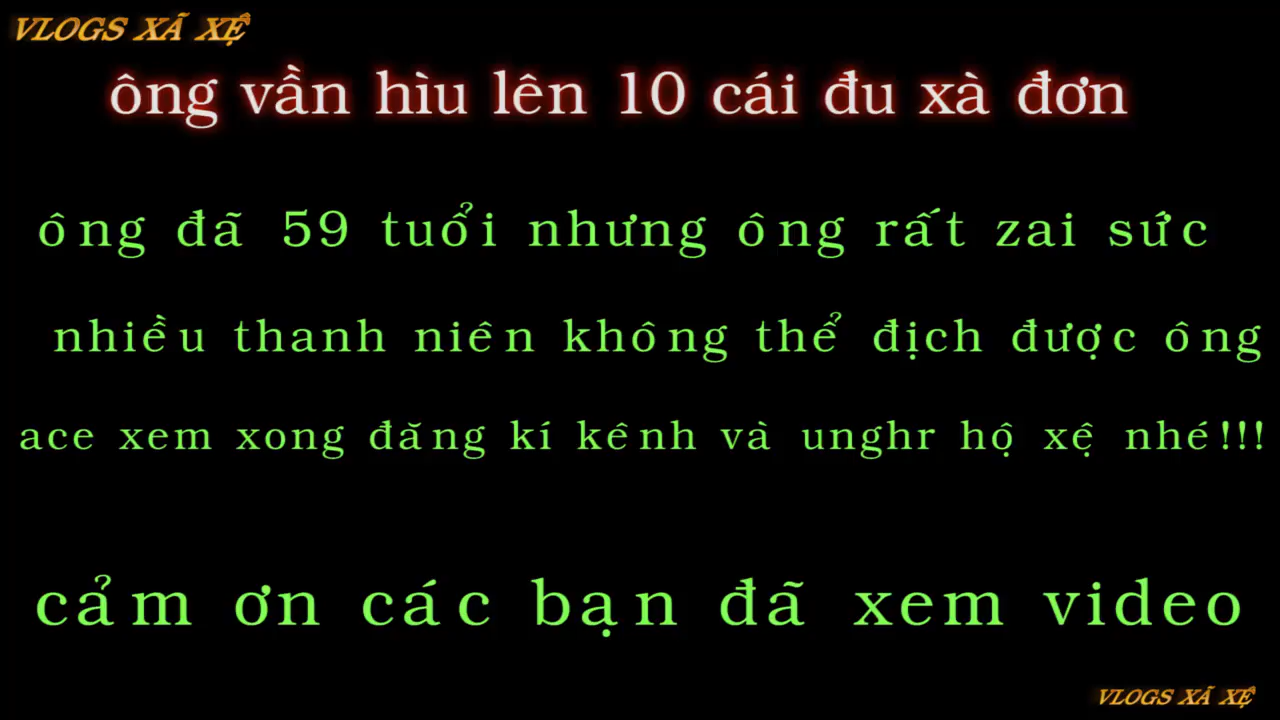 VLOGS XÃ XỆ
ông vần hìu lên 10 cái đu xà đơn
ông đã 59 tuổi nhưng ông rất zai sức
nhiều thanh niên không thể địch được ông
ace xem xong đăng kí kênh và unghr hộ xệ nhé!!!
cảm ơn các bạn đã xem video
VLOGS XÃ XỆ